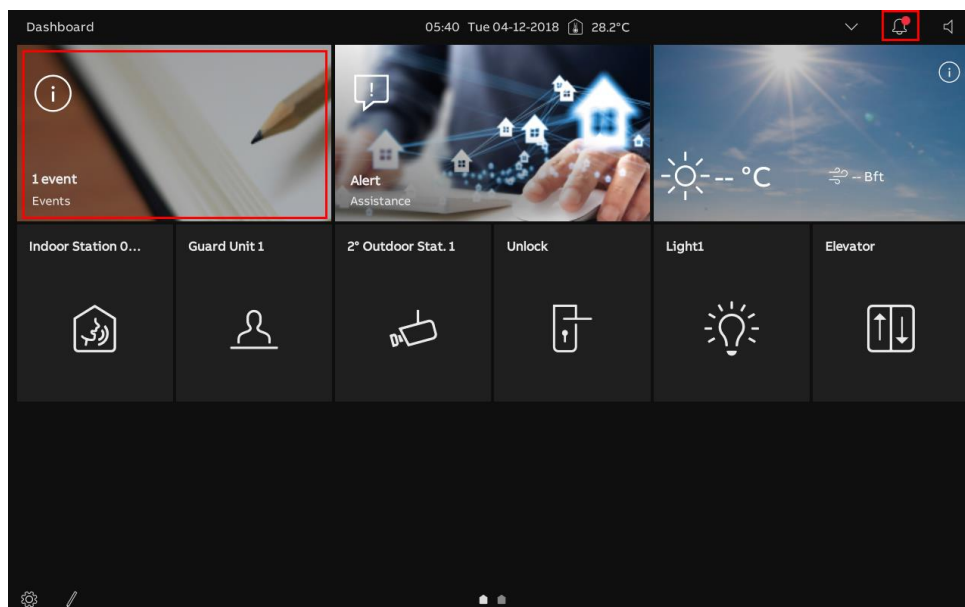 Dashboard
05:40 Tue 04-12-2018 28.2°C
1 event
Events
Alert
Assistance
-- °C
-- Bft
Indoor Station 0...
Guard Unit 1
2° Outdoor Stat. 1
Unlock
Light1
Elevator